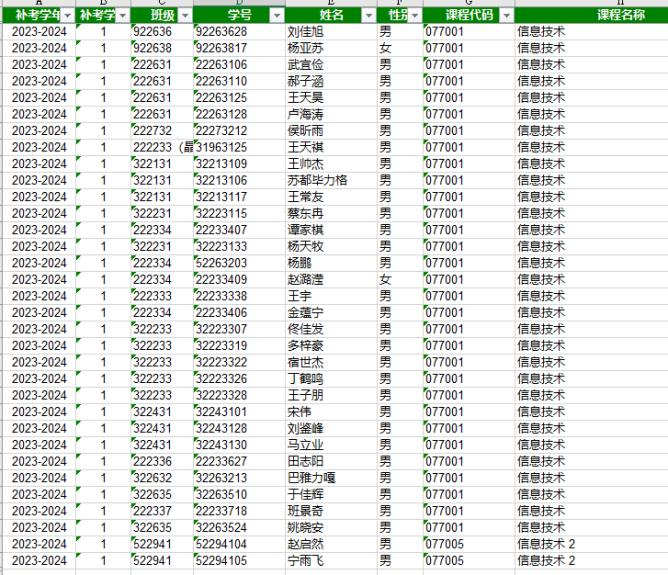 A B C D E F G H
补考学年 补考学 班级 学号 姓名 性别 课程代码 课程名称
2023-2024 1 922636 92263628 刘佳旭 男 077001 信息技术
2023-2024 1 922638 92263817 杨亚苏 女 077001 信息技术
2023-2024 1 222631 22263106 武宣俭 男 077001 信息技术
2023-2024 1 222631 22263110 郝子涵 男 077001 信息技术
2023-2024 1 222631 22263125 王天昊 男 077001 信息技术
2023-2024 1 222631 22263128 卢海涛 男 077001 信息技术
2023-2024 1 222732 22273212 侯昕雨 男 077001 信息技术
2023-2024 1 222233（ 31963125 王天祺 男 077001 信息技术
2023-2024 1 322131 32213109 王帅杰 男 077001 信息技术
2023-2024 1 322131 32213106 苏都毕力格 男 077001 信息技术
2023-2024 1 322131 32213117 王常友 男 077001 信息技术
2023-2024 1 322231 32223115 蔡东冉 男 077001 信息技术
2023-2024 1 222334 22233407 谭家棋 男 077001 信息技术
2023-2024 1 322231 32223133 杨天牧 男 077001 信息技术
2023-2024 1 222334 52263203 杨鹏 男 077001 信息技术
2023-2024 1 222334 22233409 赵潞滢 女 077001 信息技术
2023-2024 1 222333 22233338 王宇 男 077001 信息技术
2023-2024 1 222334 22233406 金蕴宁 男 077001 信息技术
2023-2024 1 322233 32223307 佟佳发 男 077001 信息技术
2023-2024 1 322233 32223319 多梓豪 男 077001 信息技术
2023-2024 1 322233 32223322 宿世杰 男 077001 信息技术
2023-2024 1 322233 32223326 丁鹤鸣 男 077001 信息技术
2023-2024 1 322233 32223328 王子朋 男 077001 信息技术
2023-2024 1 322431 32243101 宋伟 男 077001 信息技术
2023-2024 1 322431 32243128 刘鉴峰 男 077001 信息技术
2023-2024 1 322431 32243130 马立业 男 077001 信息技术
2023-2024 1 222336 22233627 田志阳 男 077001 信息技术
2023-2024 1 322632 32263213 巴雅力嘎 男 077001 信息技术
2023-2024 1 322635 32263510 于佳辉 男 077001 信息技术
2023-2024 1 222337 22233718 班景奇 男 077001 信息技术
2023-2024 1 322635 32263524 姚晓安 男 077001 信息技术
2023-2024 1 522941 52294104 赵启然 男 077005 信息技术 2
2023-2024 1 522941 52294105 宁雨飞 男 077005 信息技术 2